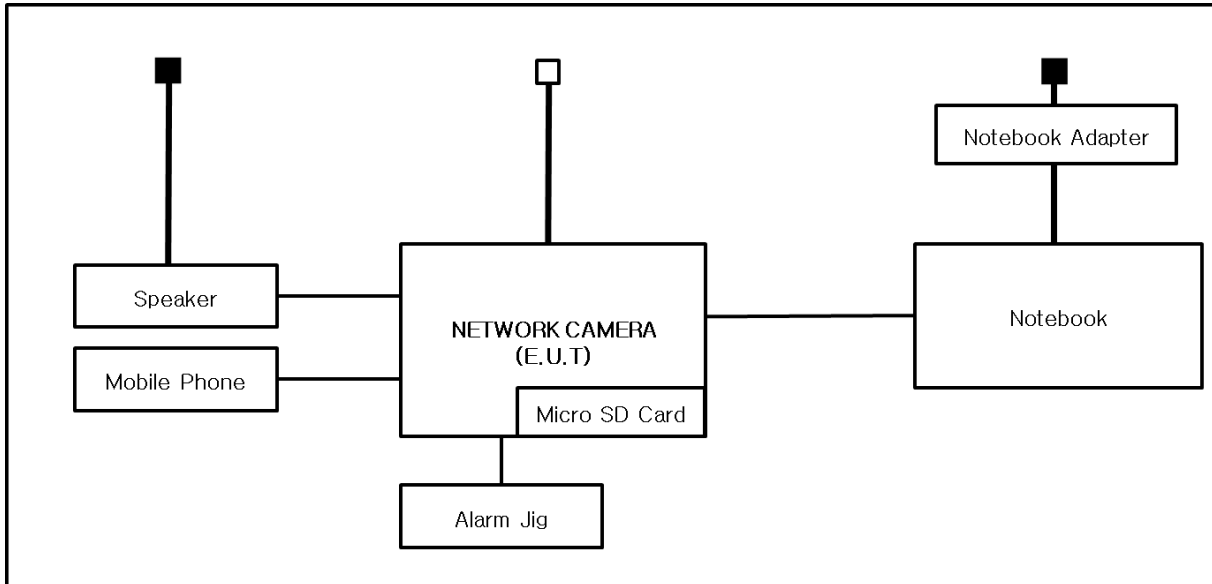 Notebook Adapter
Speaker
NETWORK CAMERA
(E.U.T)
Notebook
Mobile Phone
Micro SD Card
Alarm Jig